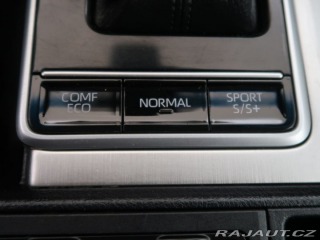 COMF
ECO
NORMAL
SPORT
S/S+
RAJAUT.CZ